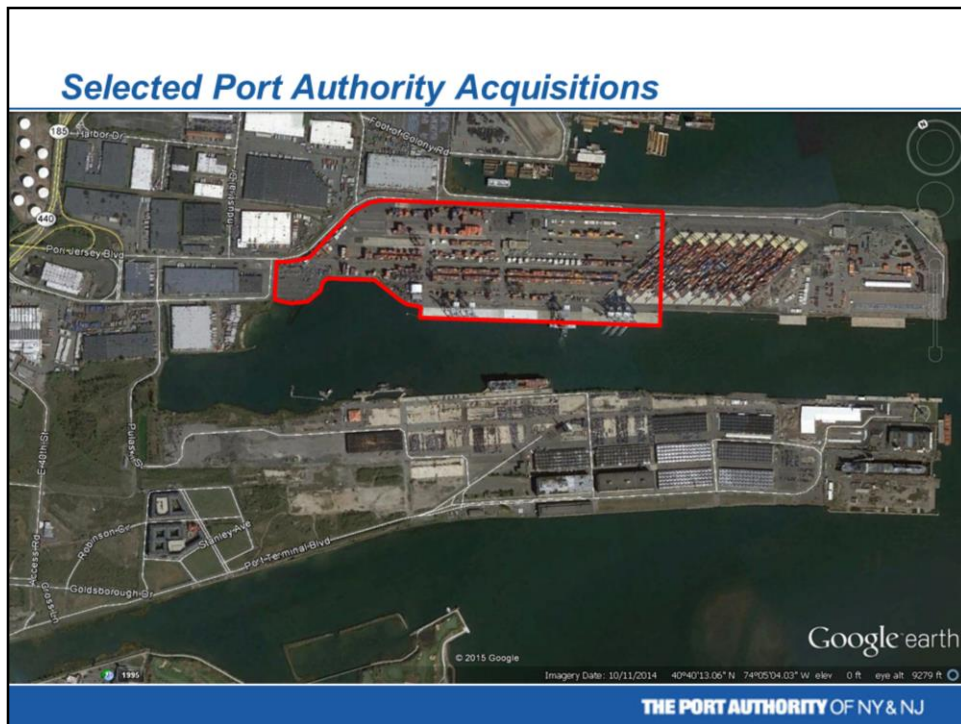 Selected Port Authority Acquisitions
185
Harbor Dr
Foot of Colony Rd
440
Port Jersey Blvd
E 40th St
Pulaski St
Robinson Cir
Stanley Ave
Access Rd
Port Terminal Blvd
Goldsborough Dr
Cross Ln
Google earth
© 2015 Google
1995
Imagery Date: 10/11/2014 40°40'13.06" N 74°05'04.03" W elev 0 ft eye alt 9279 ft
THE PORT AUTHORITY OF NY & NJ